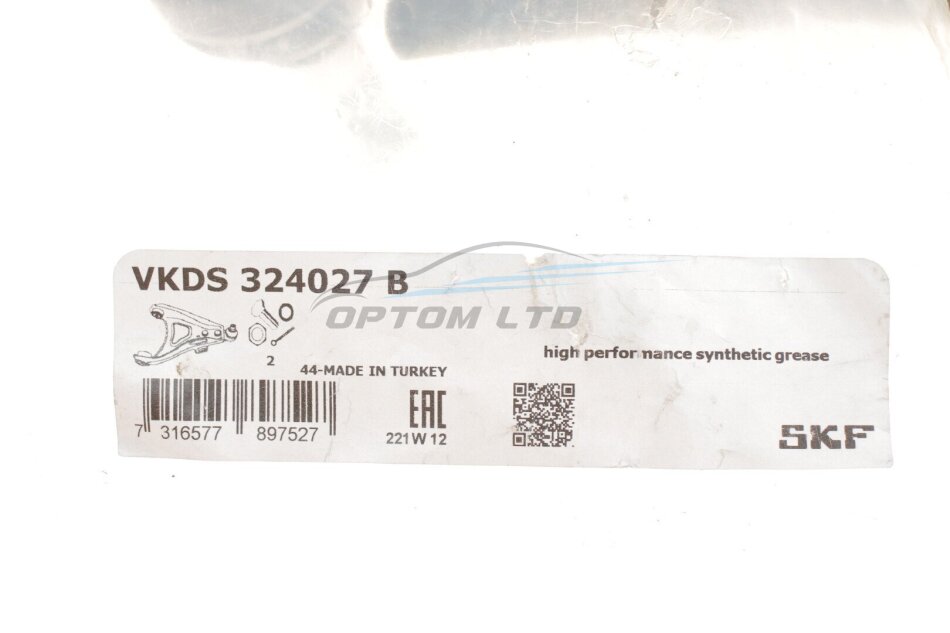 VKDS 324027 B
OPTOM LTD
2
44-MADE IN TURKEY
high performance synthetic grease
7 316577 897527
EAC
221W 12
SKF